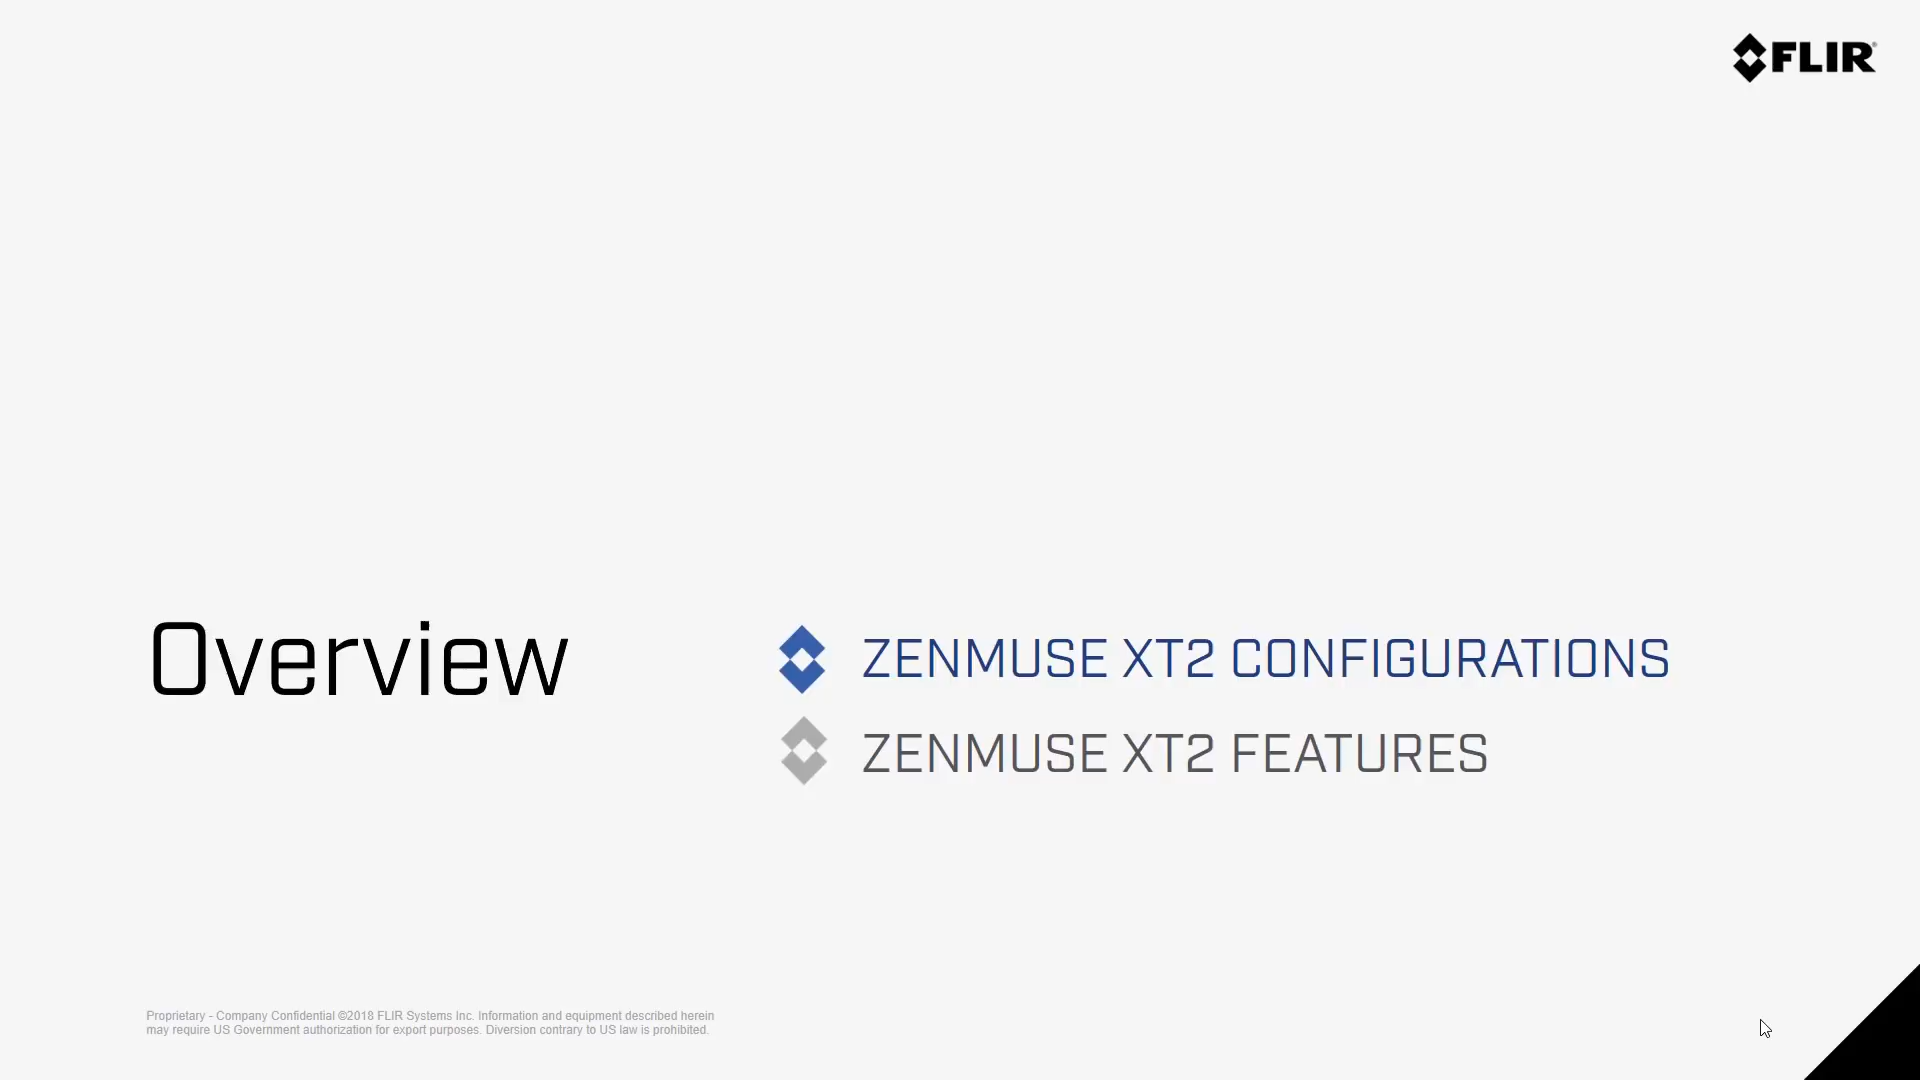 FLIR
Overview
ZENMUSE XT2 CONFIGURATIONS
ZENMUSE XT2 FEATURES
Proprietary - Company Confidential ©2018 FLIR Systems Inc. Information and equipment described herein
may require US Government authorization for export purposes. Diversion contrary to US law is prohibited.